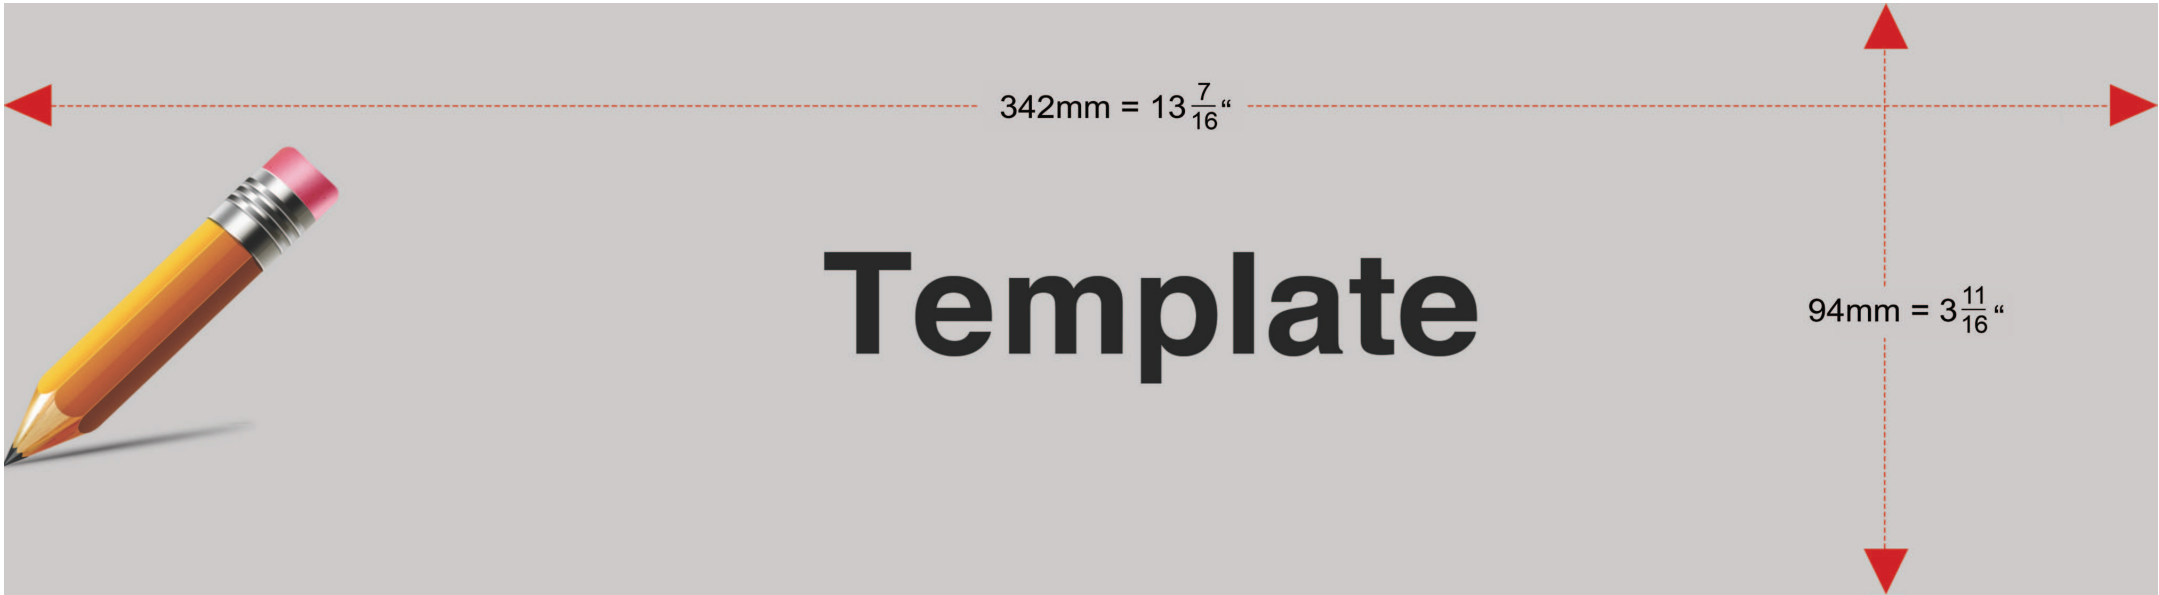 342mm = 13 7/16“
Template
94mm = 3 11/16“